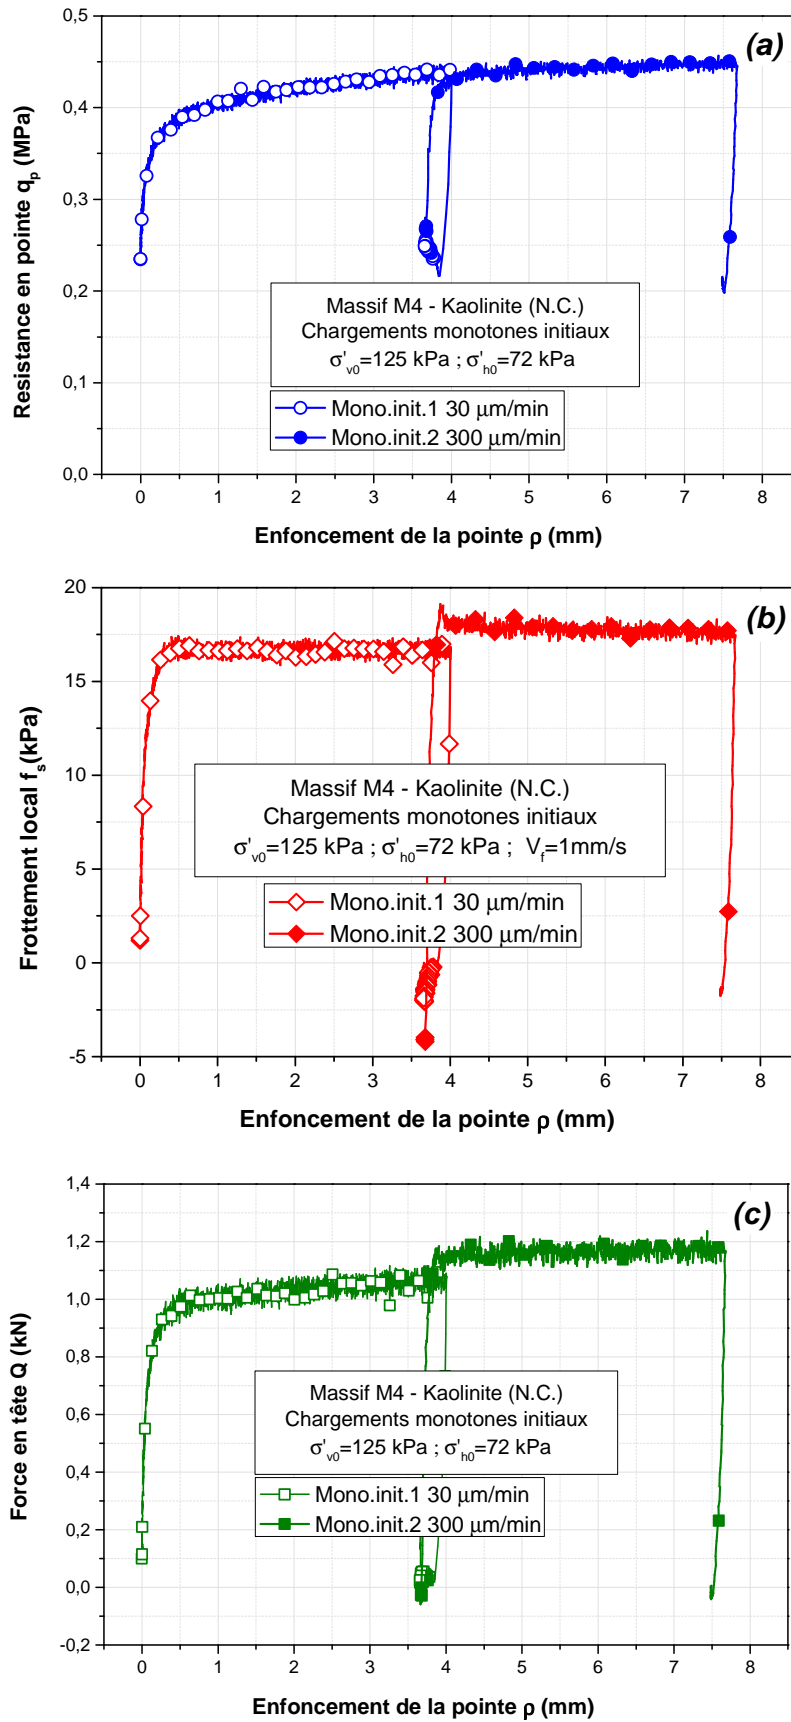 (a)
0,5
0,4
0,3
0,2
0,1
0,0
Resistance en pointe qp (MPa)
Massif M4 - Kaolinite (N.C.)
Chargements monotones initiaux
σ'v0=125 kPa ; σ'h0=72 kPa
Mono.init.1 30 μm/min
Mono.init.2 300 μm/min
0 1 2 3 4 5 6 7 8
Enfoncement de la pointe ρ (mm)
(b)
20
15
10
5
0
-5
Frottement local fs(kPa)
Massif M4 - Kaolinite (N.C.)
Chargements monotones initiaux
σ'v0=125 kPa ; σ'h0=72 kPa ; Vf=1mm/s
Mono.init.1 30 μm/min
Mono.init.2 300 μm/min
0 1 2 3 4 5 6 7 8
Enfoncement de la pointe ρ (mm)
(c)
1,4
1,2
1,0
0,8
0,6
0,4
0,2
0,0
-0,2
Force en tête Q (kN)
Massif M4 - Kaolinite (N.C.)
Chargements monotones initiaux
σ'v0=125 kPa ; σ'h0=72 kPa
Mono.init.1 30 μm/min
Mono.init.2 300 μm/min
0 1 2 3 4 5 6 7 8
Enfoncement de la pointe ρ (mm)